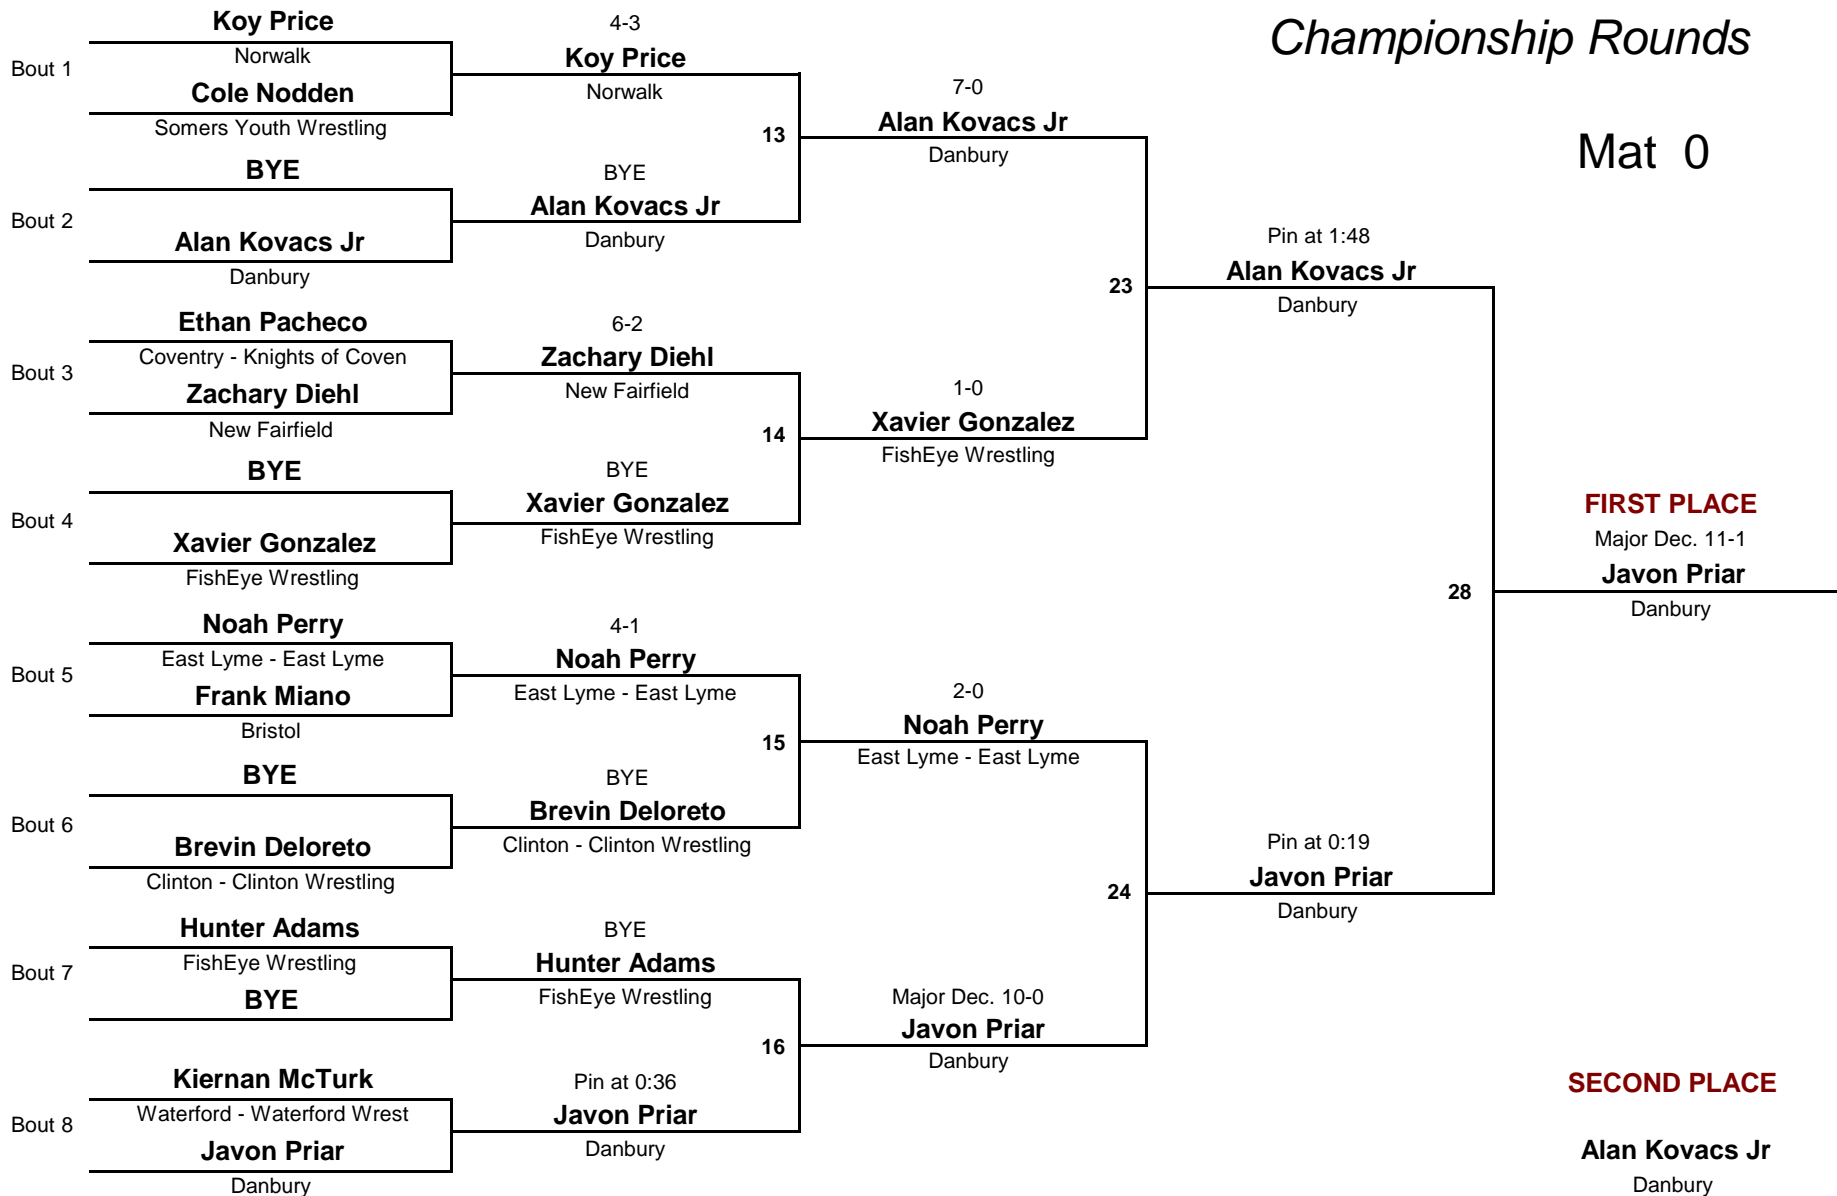 Championship Rounds
Mat 0
Bout 1
Koy Price
Norwalk
Cole Nodden
Somers Youth Wrestling
Bout 2
BYE
Alan Kovacs Jr
Danbury
Bout 3
Ethan Pacheco
Coventry - Knights of Coven
Zachary Diehl
New Fairfield
Bout 4
BYE
Xavier Gonzalez
FishEye Wrestling
Bout 5
Noah Perry
East Lyme - East Lyme
Frank Miano
Bristol
Bout 6
BYE
Brevin Deloreto
Clinton - Clinton Wrestling
Bout 7
Hunter Adams
FishEye Wrestling
BYE
Bout 8
Kiernan McTurk
Waterford - Waterford Wrest
Javon Priar
Danbury
4-3
Koy Price
Norwalk
13
BYE
Alan Kovacs Jr
Danbury
6-2
Zachary Diehl
New Fairfield
14
BYE
Xavier Gonzalez
FishEye Wrestling
4-1
Noah Perry
East Lyme - East Lyme
15
BYE
Brevin Deloreto
Clinton - Clinton Wrestling
BYE
Hunter Adams
FishEye Wrestling
16
Pin at 0:36
Javon Priar
Danbury
7-0
Alan Kovacs Jr
Danbury
23
1-0
Xavier Gonzalez
FishEye Wrestling
2-0
Noah Perry
East Lyme - East Lyme
24
Major Dec. 10-0
Javon Priar
Danbury
Pin at 1:48
Alan Kovacs Jr
Danbury
28
Pin at 0:19
Javon Priar
Danbury
FIRST PLACE
Major Dec. 11-1
Javon Priar
Danbury
SECOND PLACE
Alan Kovacs Jr
Danbury